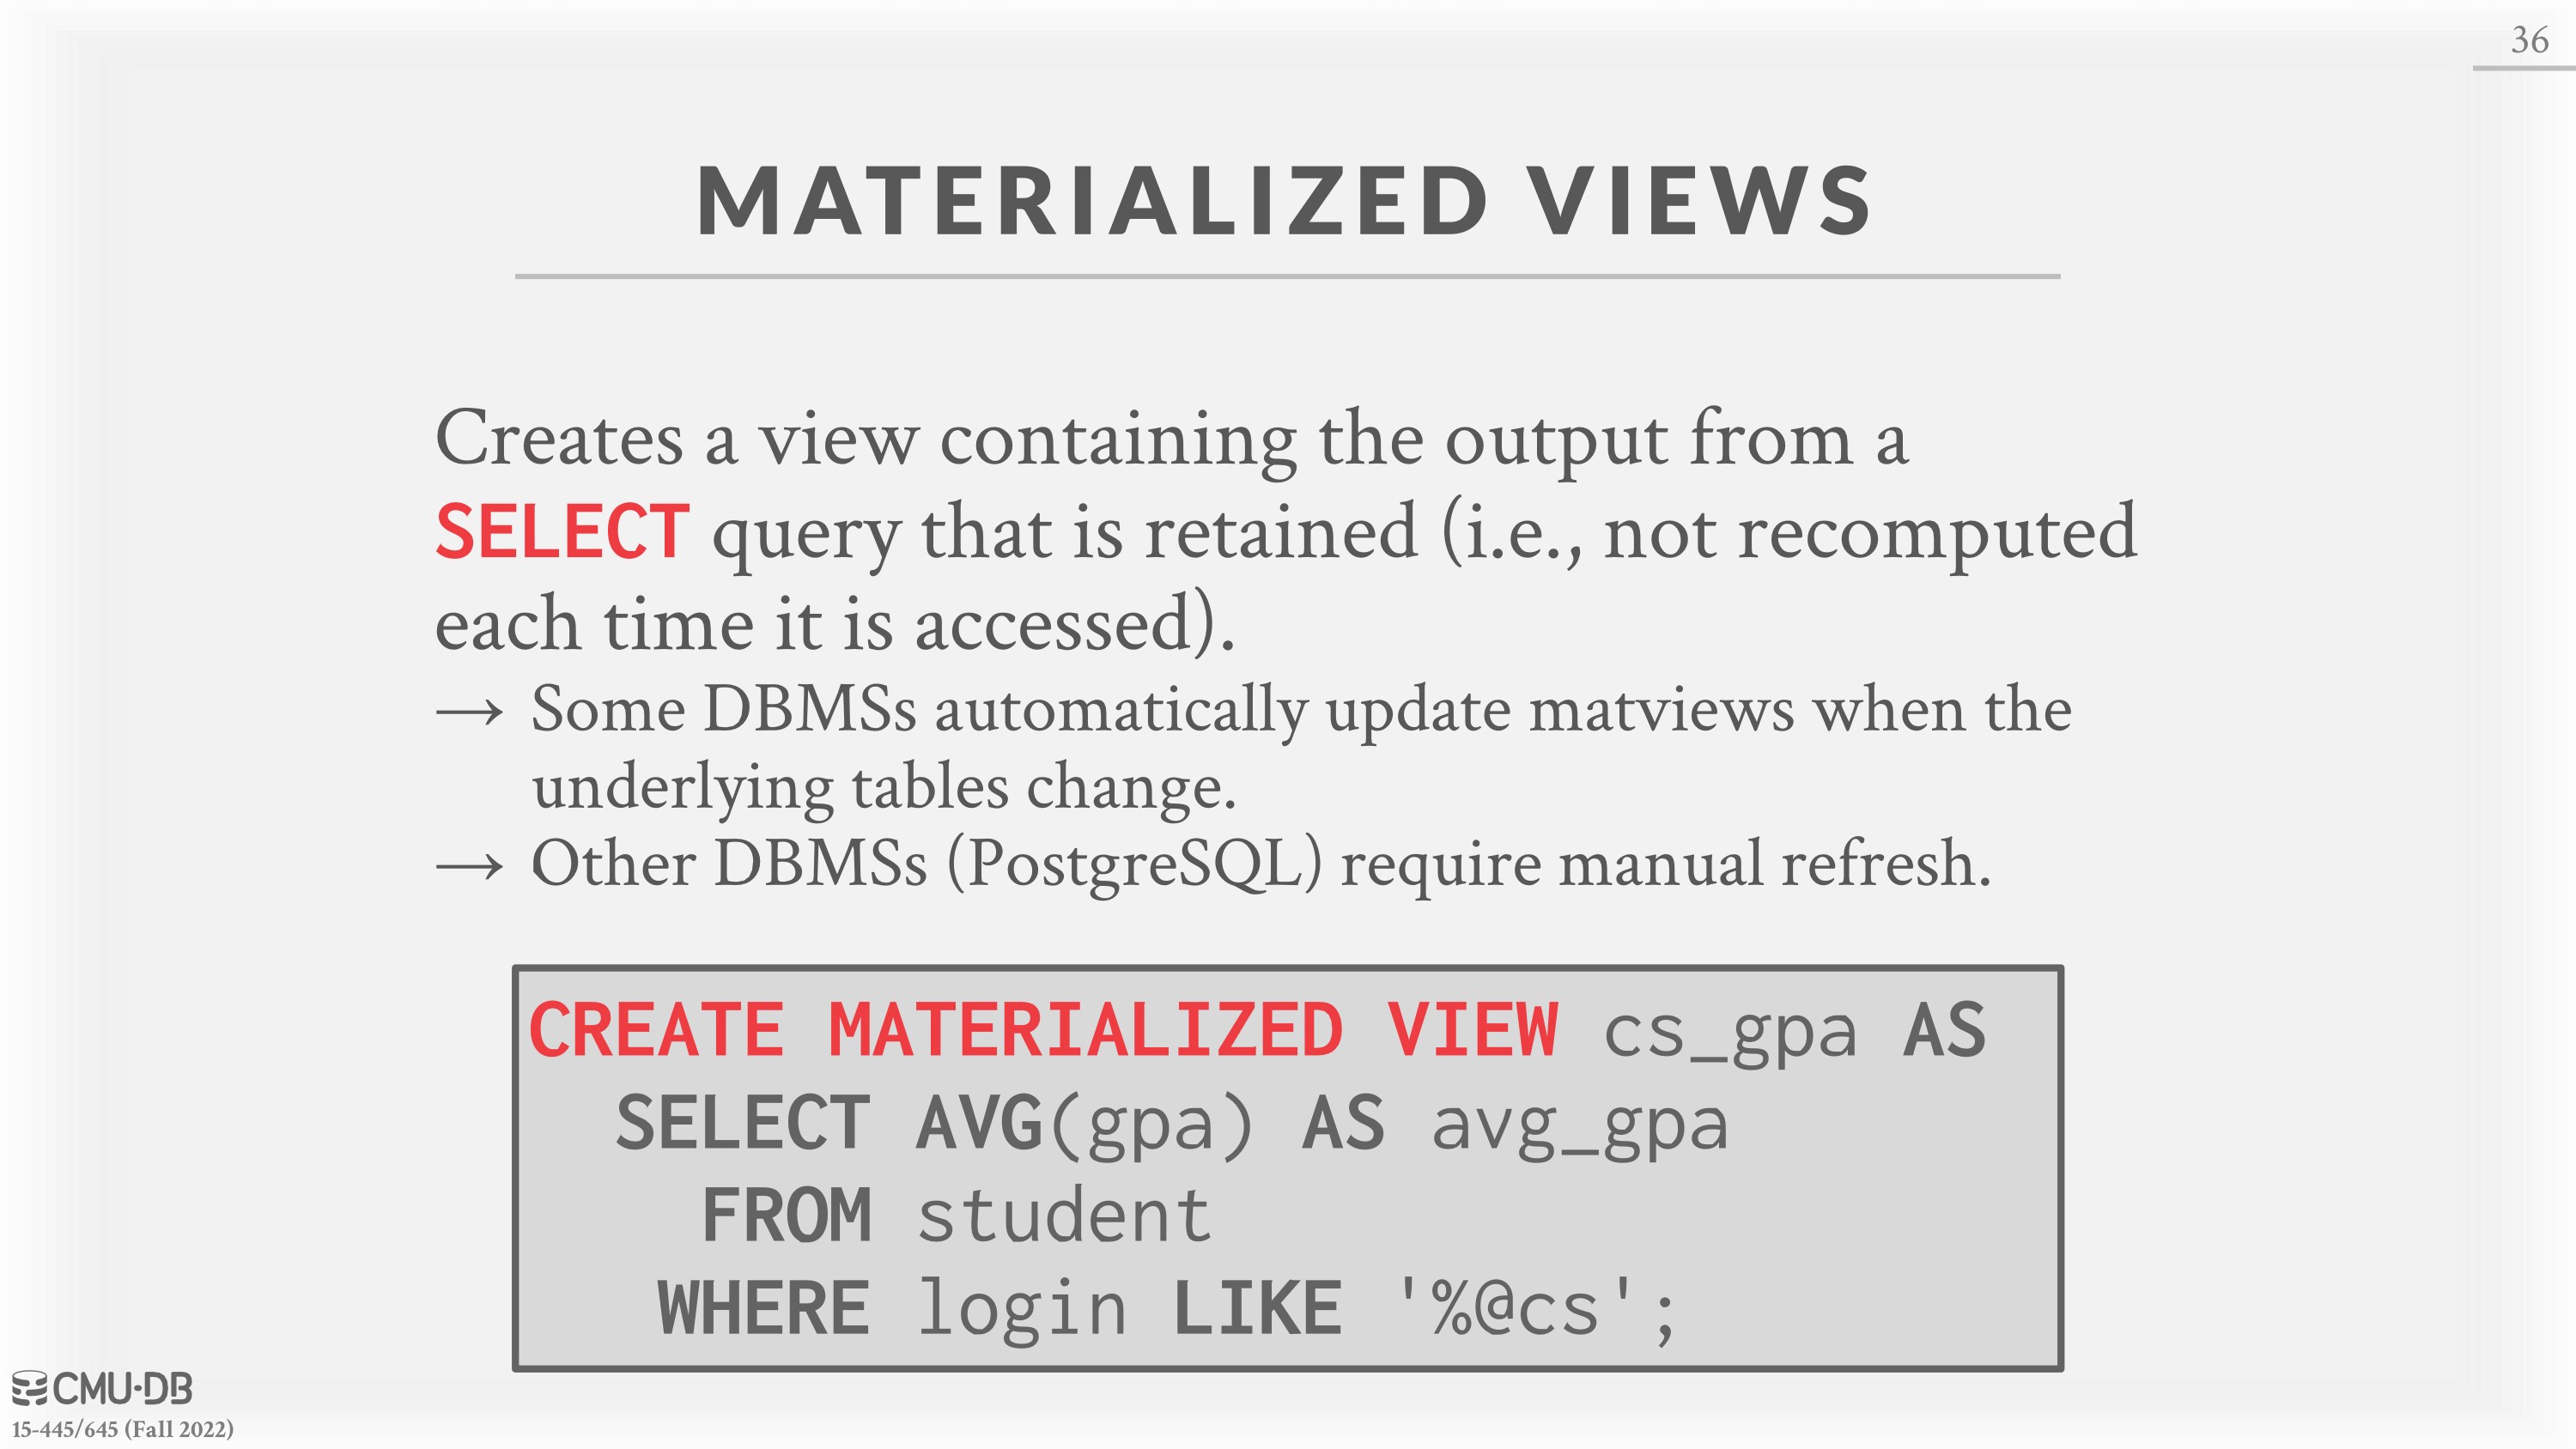 36
MATERIALIZED VIEWS
Creates a view containing the output from a
SELECT query that is retained (i.e., not recomputed
each time it is accessed).
→ Some DBMSs automatically update matviews when the
underlying tables change.
→ Other DBMSs (PostgreSQL) require manual refresh.
CREATE MATERIALIZED VIEW cs_gpa AS
SELECT AVG(gpa) AS avg_gpa
FROM student
WHERE login LIKE '%@cs';
CMU·DB
15-445/645 (Fall 2022)